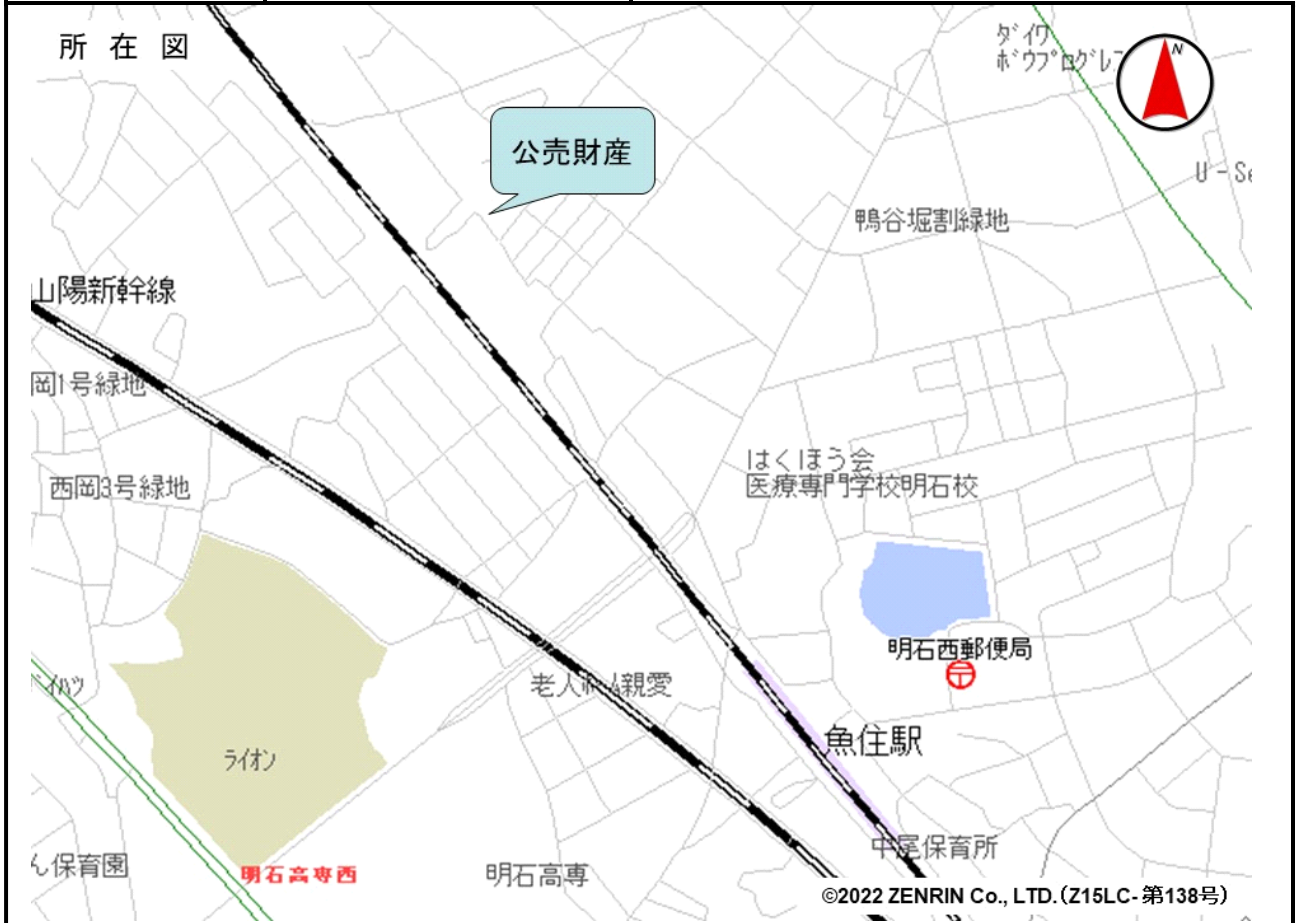 所在図
ダイワ
ボウプログレス
公売財産
N
U－Se
鴨谷堀割緑地
山陽新幹線
岡1号緑地
はくほう会
医療専門学校明石校
西岡3号緑地
明石西郵便局
老人ホーム親愛
イハツ
魚住駅
ライオン
中尾保育所
ん保育園
明石高専西
明石高専
©2022 ZENRIN Co., LTD.(Z15LC-第138号)